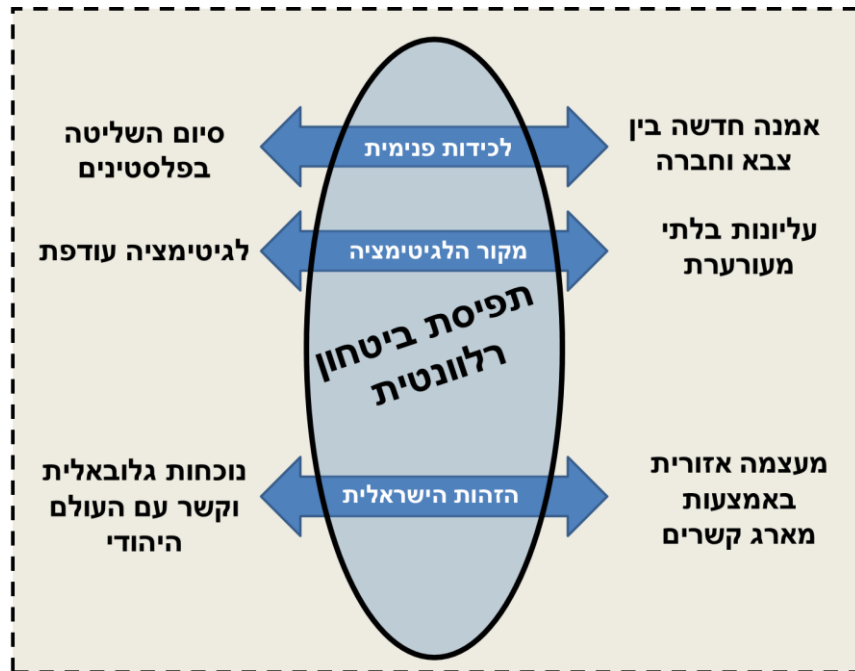 אמנה חדשה בין
צבא וחברה
לכידות פנימית
סיום השליטה
בפלסטינים
עליונות בלתי
מעורערת
מקור הלגיטימציה
לגיטימציה עודפת
תפיסת ביטחון
רלוונטית
מעצמה אזורית
באמצעות
מארג קשרים
הזהות הישראלית
נוכחות גלובאלית
וקשר עם העולם
היהודי